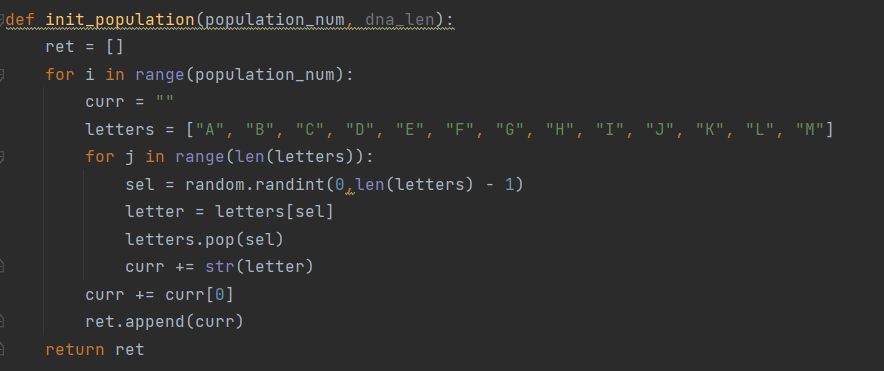 def init_population(population_num, dna_len):
    ret = []
    for i in range(population_num):
        curr = ""
        letters = ["A", "B", "C", "D", "E", "F", "G", "H", "I", "J", "K", "L", "M"]
        for j in range(len(letters)):
            sel = random.randint(0,len(letters) - 1)
            letter = letters[sel]
            letters.pop(sel)
            curr += str(letter)
        curr += curr[0]
        ret.append(curr)
    return ret